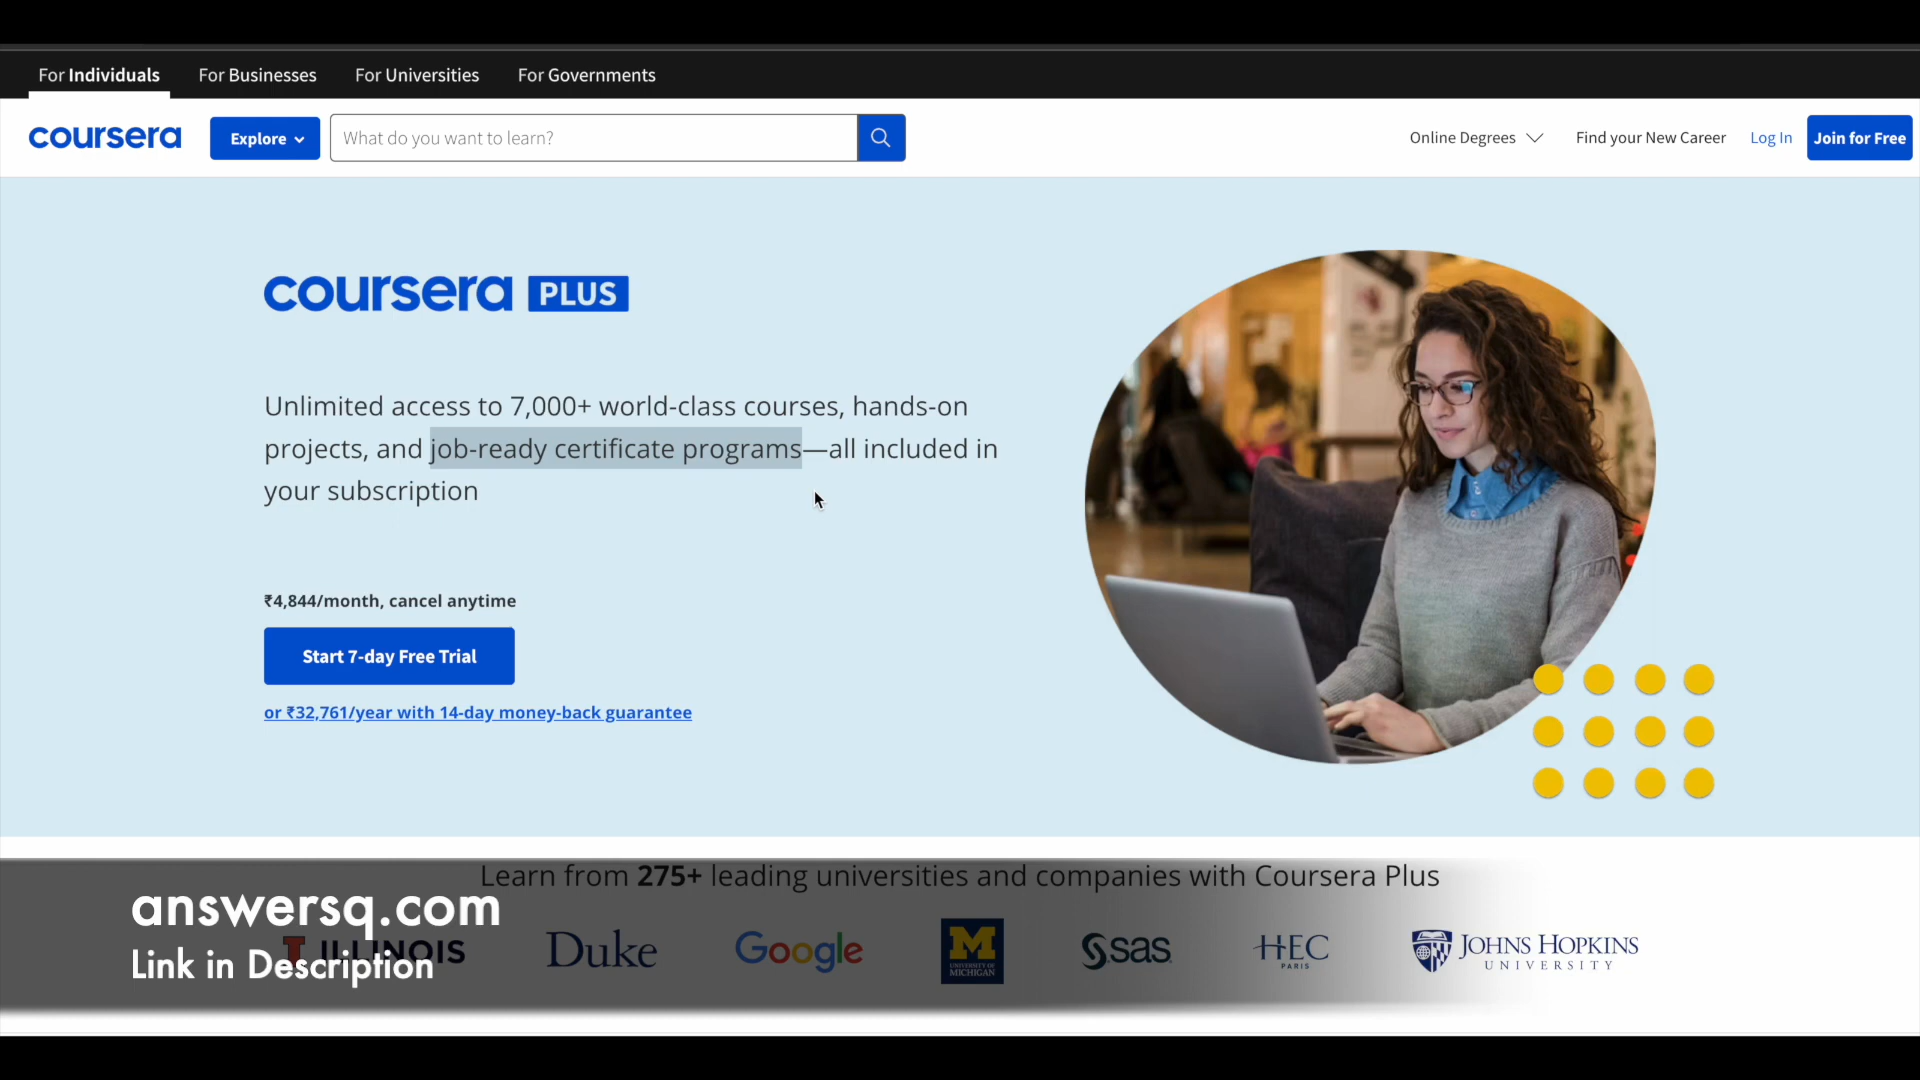 For Individuals For Businesses For Universities For Governments
coursera Explore What do you want to learn? Online Degrees Find your New Career Log In Join for Free
coursera PLUS
Unlimited access to 7,000+ world-class courses, hands-on
projects, and job-ready certificate programs—all included in
your subscription
₹4,844/month, cancel anytime
Start 7-day Free Trial
or ₹32,761/year with 14-day money-back guarantee
Learn from 275+ leading universities and companies with Coursera Plus
answersq.com
Link in Description
I ILLINOIS Duke Google M UNIVERSITY OF MICHIGAN sas HEC PARIS JOHNS HOPKINS UNIVERSITY